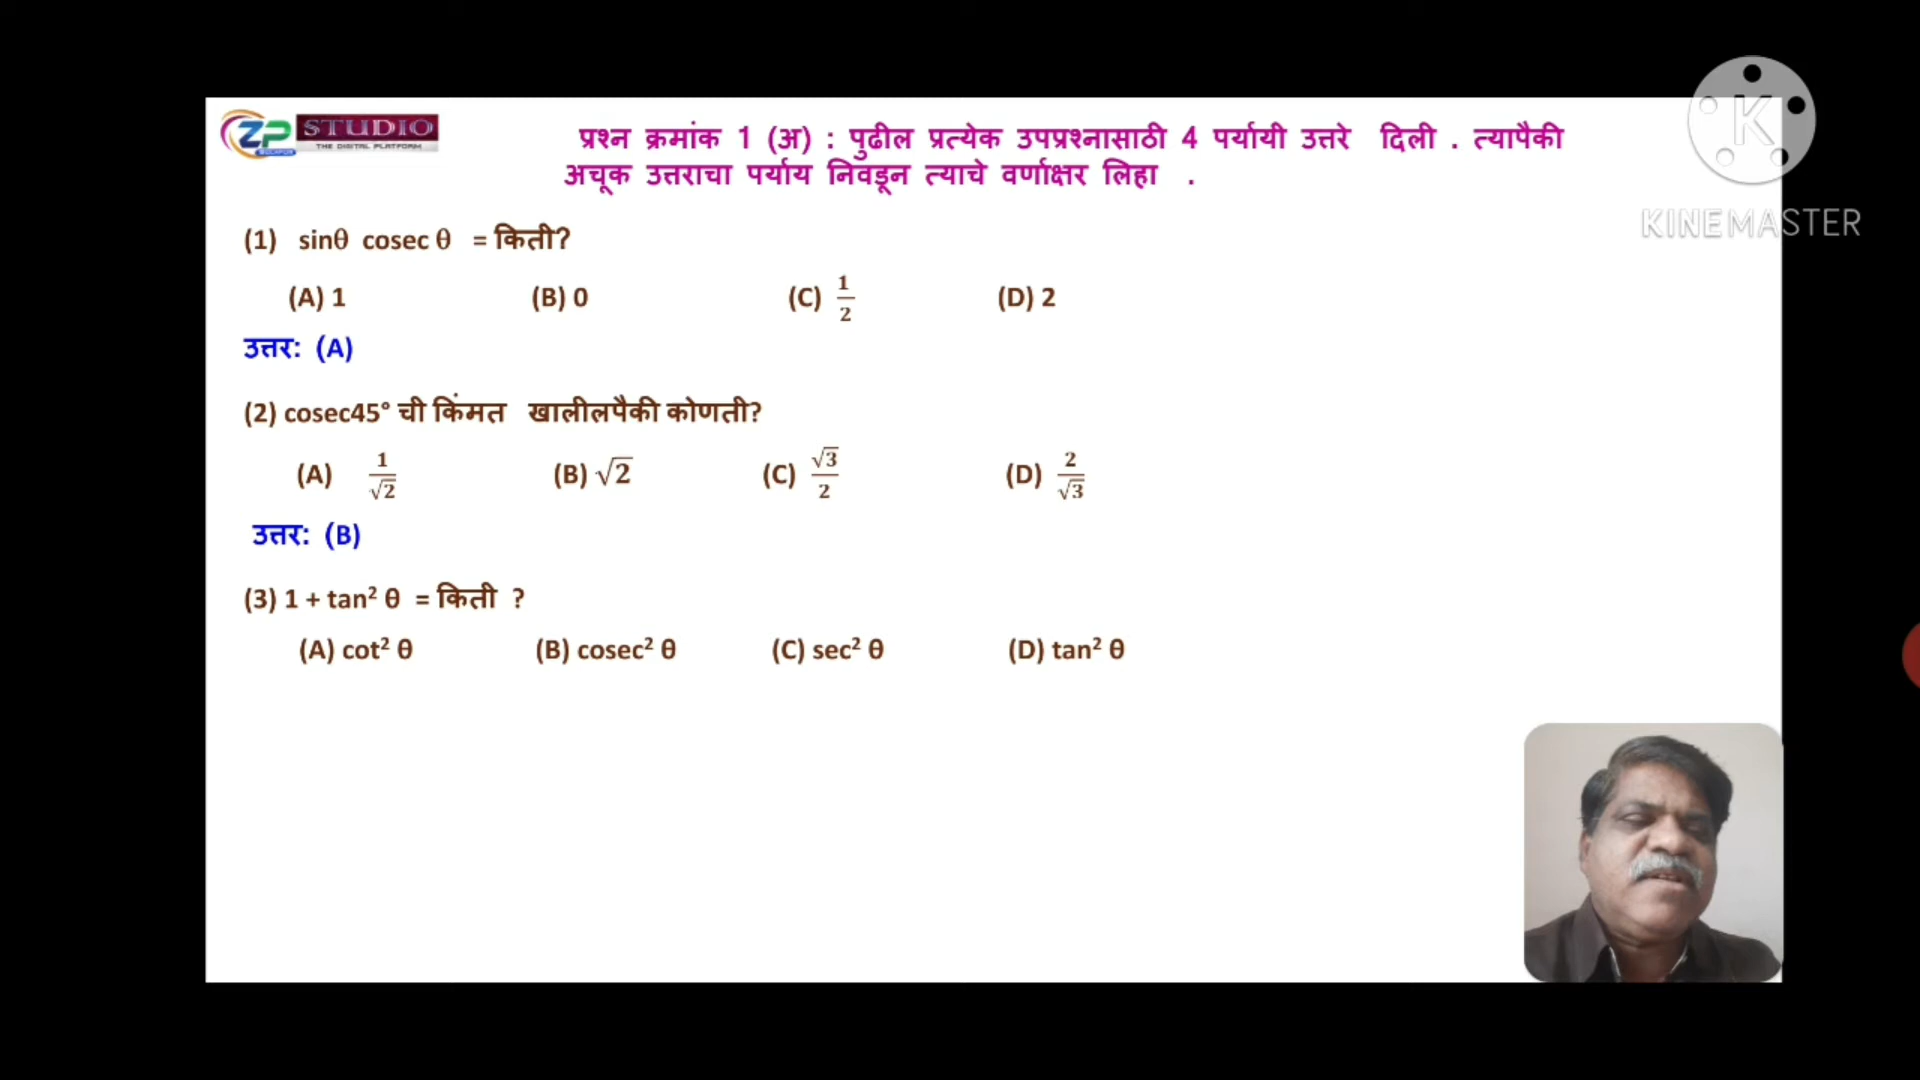 ZP STUDIO
THE DIGITAL PLATFORM
K
KINEMASTER
प्रश्न क्रमांक 1 (अ) : पुढील प्रत्येक उपप्रश्नासाठी 4 पर्यायी उत्तरे दिली . त्यापैकी
अचूक उत्तराचा पर्याय निवडून त्याचे वर्णाक्षर लिहा .
(1) sinθ cosec θ = किती?
(A) 1 (B) 0 (C) 1/2 (D) 2
उत्तर: (A)
(2) cosec45° ची किंमत खालीलपैकी कोणती?
(A) 1/√2 (B) √2 (C) √3/2 (D) 2/√3
उत्तर: (B)
(3) 1 + tan² θ = किती ?
(A) cot² θ (B) cosec² θ (C) sec² θ (D) tan² θ